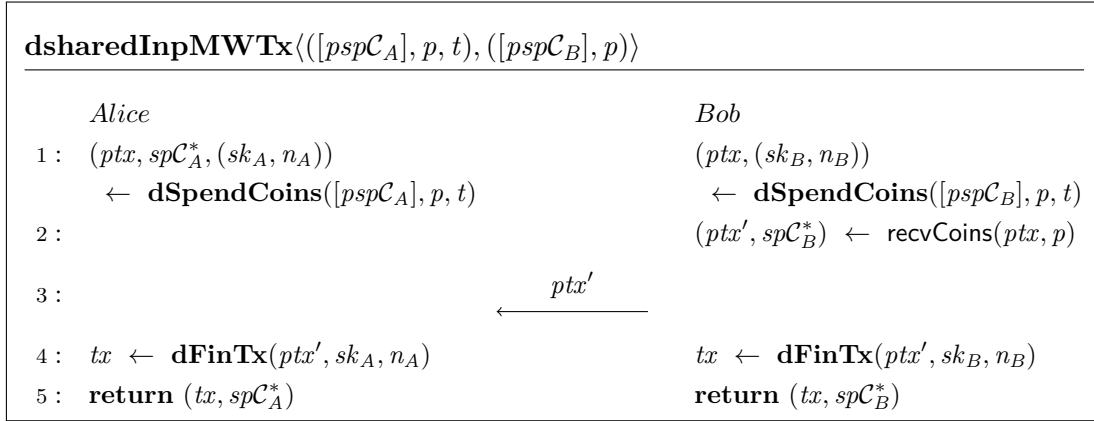 dsharedInpMWTx⟨([pspC_A], p, t), ([pspC_B], p)⟩
Alice Bob
1 : (ptx, spC*_A, (sk_A, n_A)) (ptx, (sk_B, n_B))
← dSpendCoins([pspC_A], p, t) ← dSpendCoins([pspC_B], p, t)
2 : (ptx′, spC*_B) ← recvCoins(ptx, p)
3 : ptx′
4 : tx ← dFinTx(ptx′, sk_A, n_A) tx ← dFinTx(ptx′, sk_B, n_B)
5 : return (tx, spC*_A) return (tx, spC*_B)